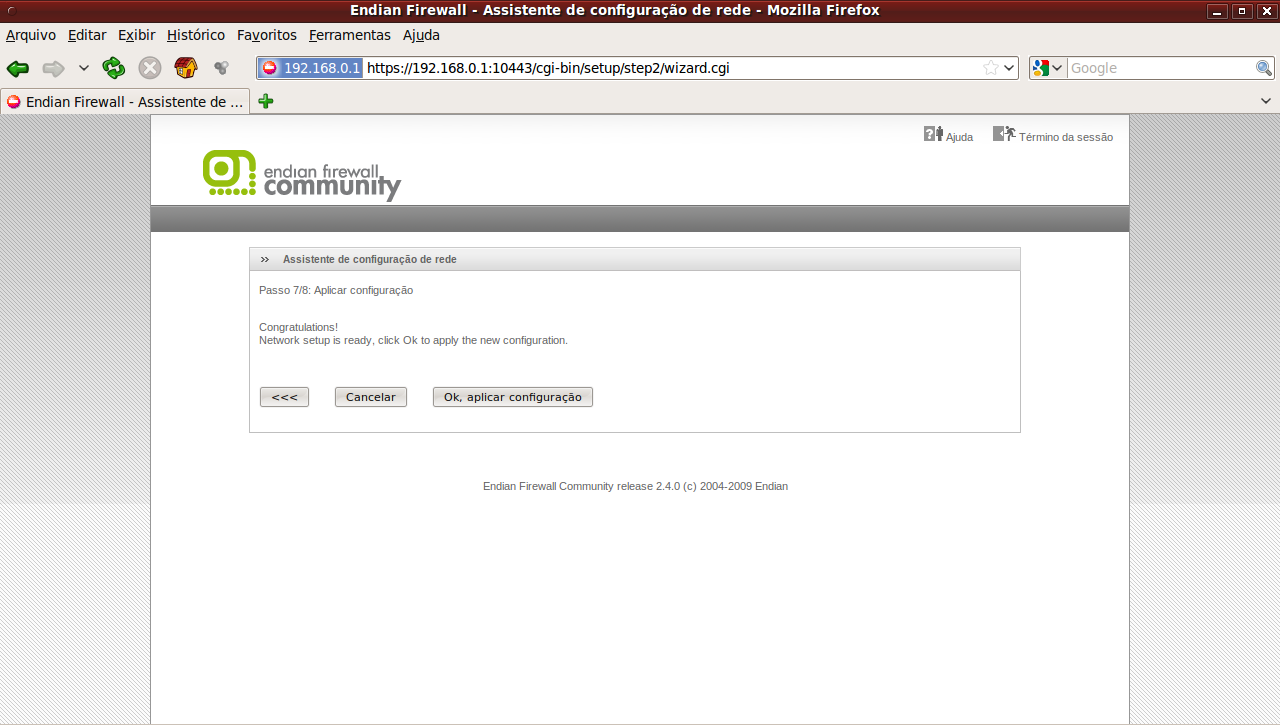 Endian Firewall - Assistente de configuração de rede - Mozilla Firefox
Arquivo Editar Exibir Histórico Favoritos Ferramentas Ajuda
192.168.0.1 https://192.168.0.1:10443/cgi-bin/setup/step2/wizard.cgi Google
Endian Firewall - Assistente de ...
Ajuda Término da sessão
endian firewall
community
Assistente de configuração de rede
Passo 7/8: Aplicar configuração
Congratulations!
Network setup is ready, click Ok to apply the new configuration.
<<< Cancelar Ok, aplicar configuração
Endian Firewall Community release 2.4.0 (c) 2004-2009 Endian